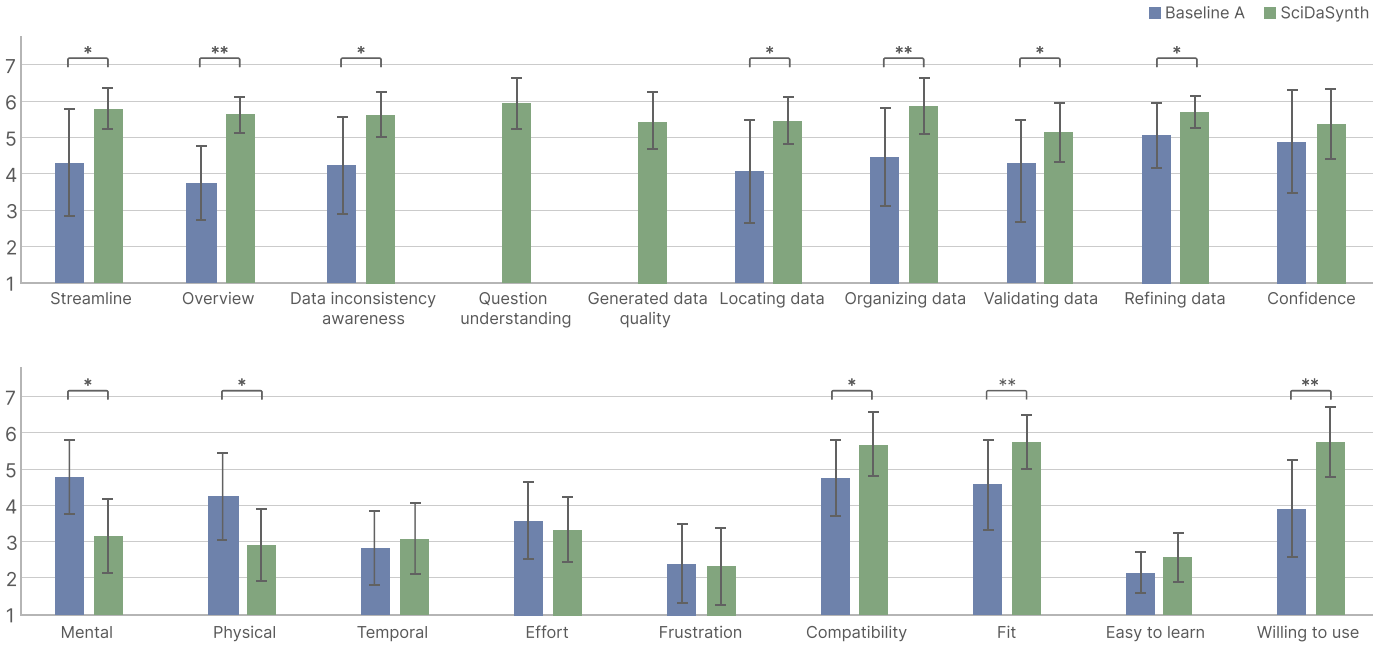 Baseline A SciDaSynth
* ** * * ** * *
7
6
5
4
3
2
1
Streamline Overview Data inconsistency awareness Question understanding Generated data quality Locating data Organizing data Validating data Refining data Confidence
* * * ** **
7
6
5
4
3
2
1
Mental Physical Temporal Effort Frustration Compatibility Fit Easy to learn Willing to use